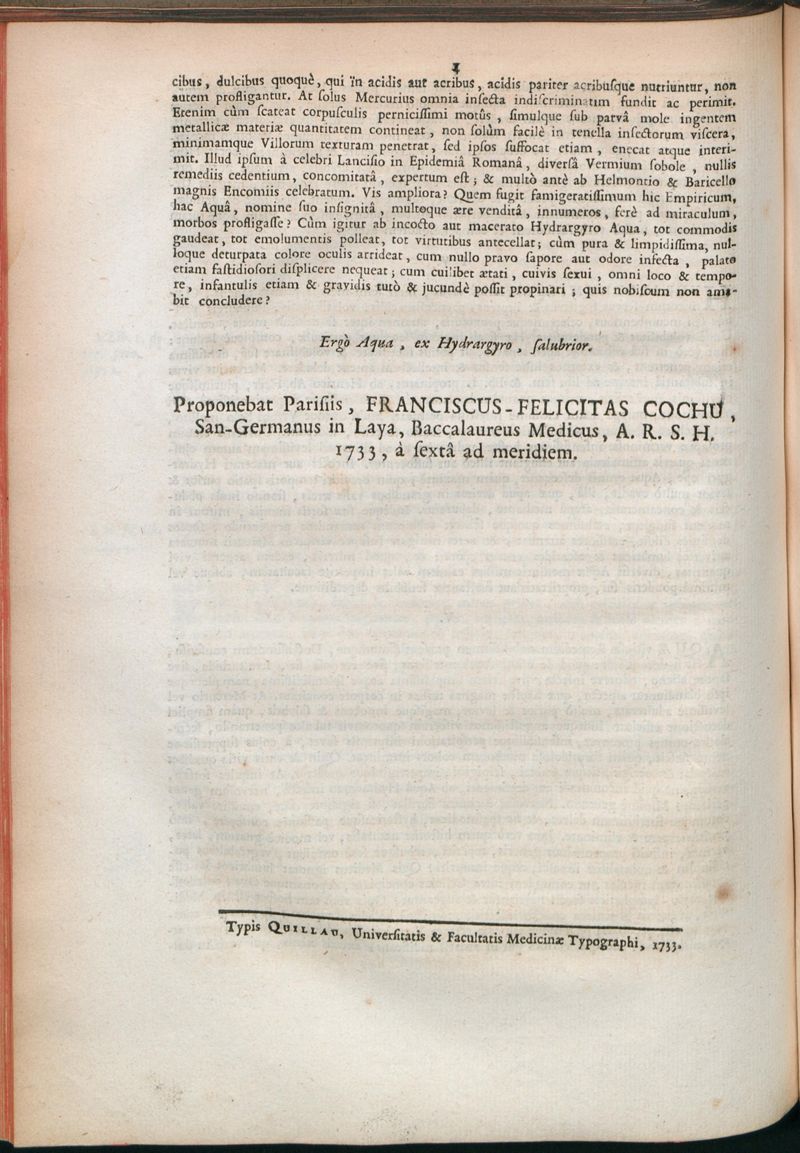 4
cibus, dulcibus quoquè, qui in acidis aut acribus, acidis pariter acribuſque nutriuntur, non
autem profligantur. At ſolus Mercurius omnia inſecta indiſcriminatim fundit ac perimit.
Etenim cùm ſcateat corpuſculis perniciſſimi motûs, ſimulque ſub parvâ mole ingentem
metallicæ materiæ quantitatem contineat, non ſolùm facilè in tenella inſectorum viſcera,
minimamque Villorum texturam penetrat, ſed ipſos ſuffocat etiam, enecat atque interi-
mit. Illud ipſum à celebri Lanciſio in Epidemiâ Romanâ, diverſâ Vermium ſobole, nullis
remediis cedentium, concomitatâ, expertum eſt; & multò antè ab Helmontio & Baricello
magnis Encomiis celebratum. Vis ampliora? Quem fugit famigeratiſſimum hic Empiricum,
hac Aquâ, nomine ſuo inſignitâ, multoque ære venditâ, innumeros, ferè ad miraculum,
morbos profligaſſe? Cùm igitur ab incocto aut macerato Hydrargyro Aqua, tot commodis
gaudeat, tot emolumentis polleat, tot virtutibus antecellat; cùm pura & limpidiſſima, nul-
loque deturpata colore oculis arrideat, cum nullo pravo ſapore aut odore infecta, palato
etiam faſtidioſori diſplicere nequeat; cum cuilibet ætati, cuivis ſexui, omni loco & tempo-
re, infantulis etiam & gravidis tutò & jucundè poſſit propinari; quis nobiſcum non ami-
bit concludere?
Ergò Aqua, ex Hydrargyro, ſalubrior.
Proponebat Pariſiis, FRANCISCUS-FELICITAS COCHU,
San-Germanus in Laya, Baccalaureus Medicus, A. R. S. H.
1733, à ſextâ ad meridiem.
Typis QUILLAU, Univerſitatis & Facultatis Medicinæ Typographi, 1733.